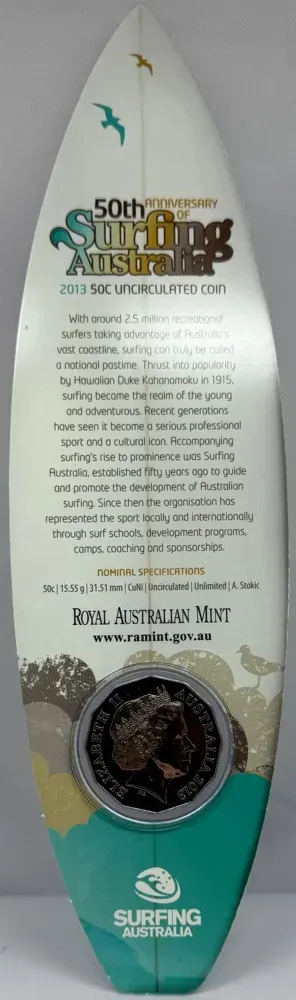 50th ANNIVERSARY OF
Surfing
Australia
2013 50C UNCIRCULATED COIN
With around 2.5 million recreational
surfers taking advantage of Australia's
vast coastline, surfing can truly be called
a national pastime. Thrust into popularity
by Hawaiian Duke Kahanamoku in 1915,
surfing became the realm of the young
and adventurous. Recent generations
have seen it become a serious professional
sport and a cultural icon. Accompanying
surfing's rise to prominence was Surfing
Australia, established fifty years ago to guide
and promote the development of Australian
surfing. Since then the organisation has
represented the sport locally and internationally
through surf schools, development programs,
camps, coaching and sponsorships.
NOMINAL SPECIFICATIONS
50c | 15.55 g | 31.51 mm | CuNi | Uncirculated | Unlimited | A. Stokic
ROYAL AUSTRALIAN MINT
www.ramint.gov.au
ELIZABETH II
AUSTRALIA 2013
SURFING
AUSTRALIA